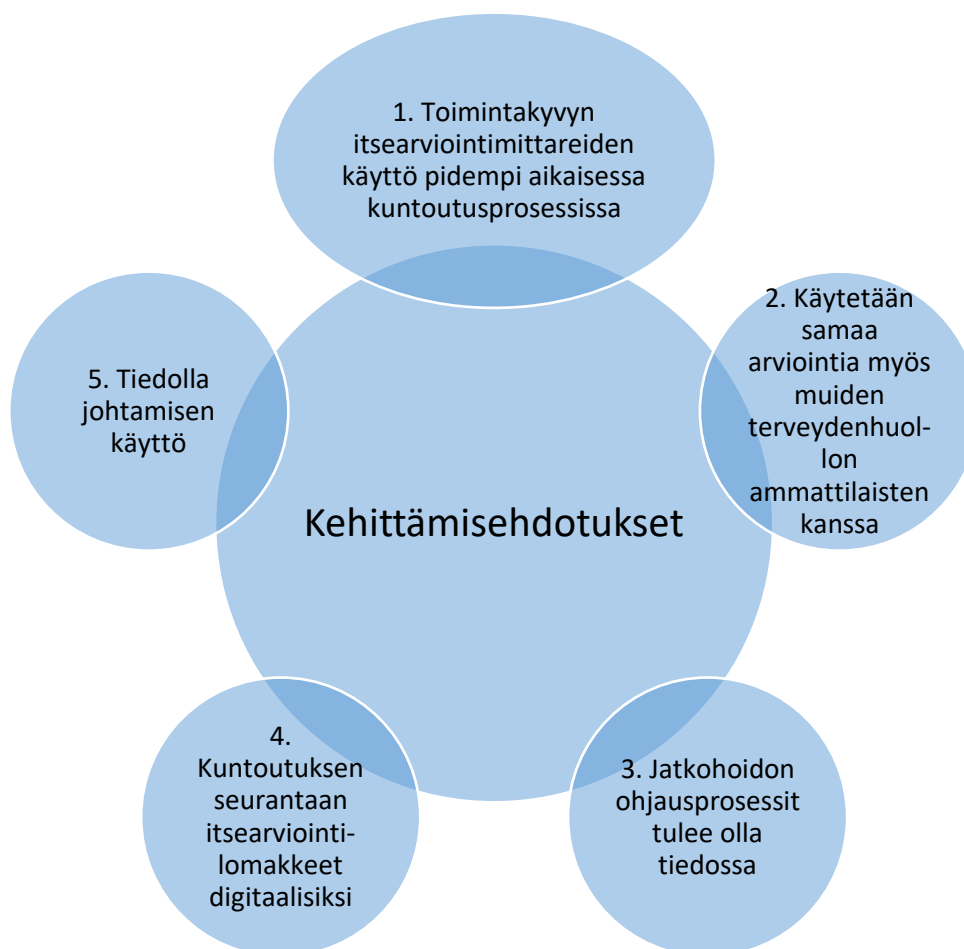 1. Toimintakyvyn
itsearviointimittareiden
käyttö pidempi aikaisessa
kuntoutusprosessissa
2. Käytetään
samaa
arviointia myös
muiden
terveydenhuol-
lon
ammattilaisten
kanssa
5. Tiedolla
johtamisen
käyttö
Kehittämisehdotukset
4.
Kuntoutuksen
seurantaan
itsearviointi-
lomakkeet
digitaalisiksi
3. Jatkohoidon
ohjausprosessit
tulee olla
tiedossa